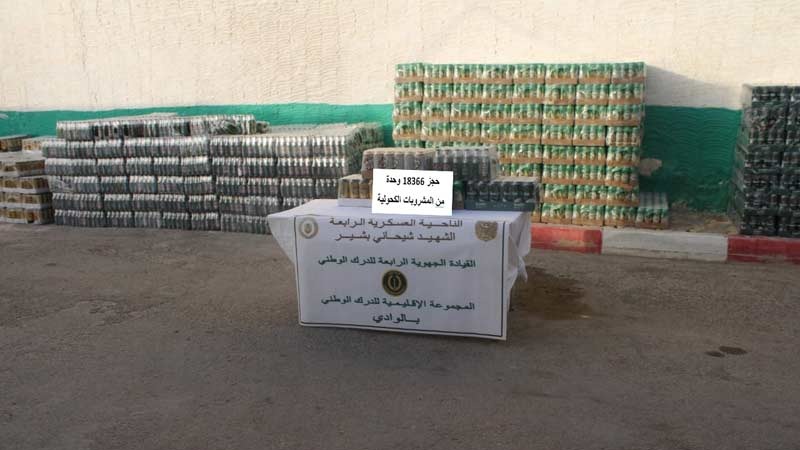 حجز 18366 وحدة
من المشروبات الكحولية
الناحية العسكرية الرابعة
الشهيد شيحاني بشير
القيادة الجهوية الرابعة للدرك الوطني
المجموعة الإقليمية للدرك الوطني
بالوادي